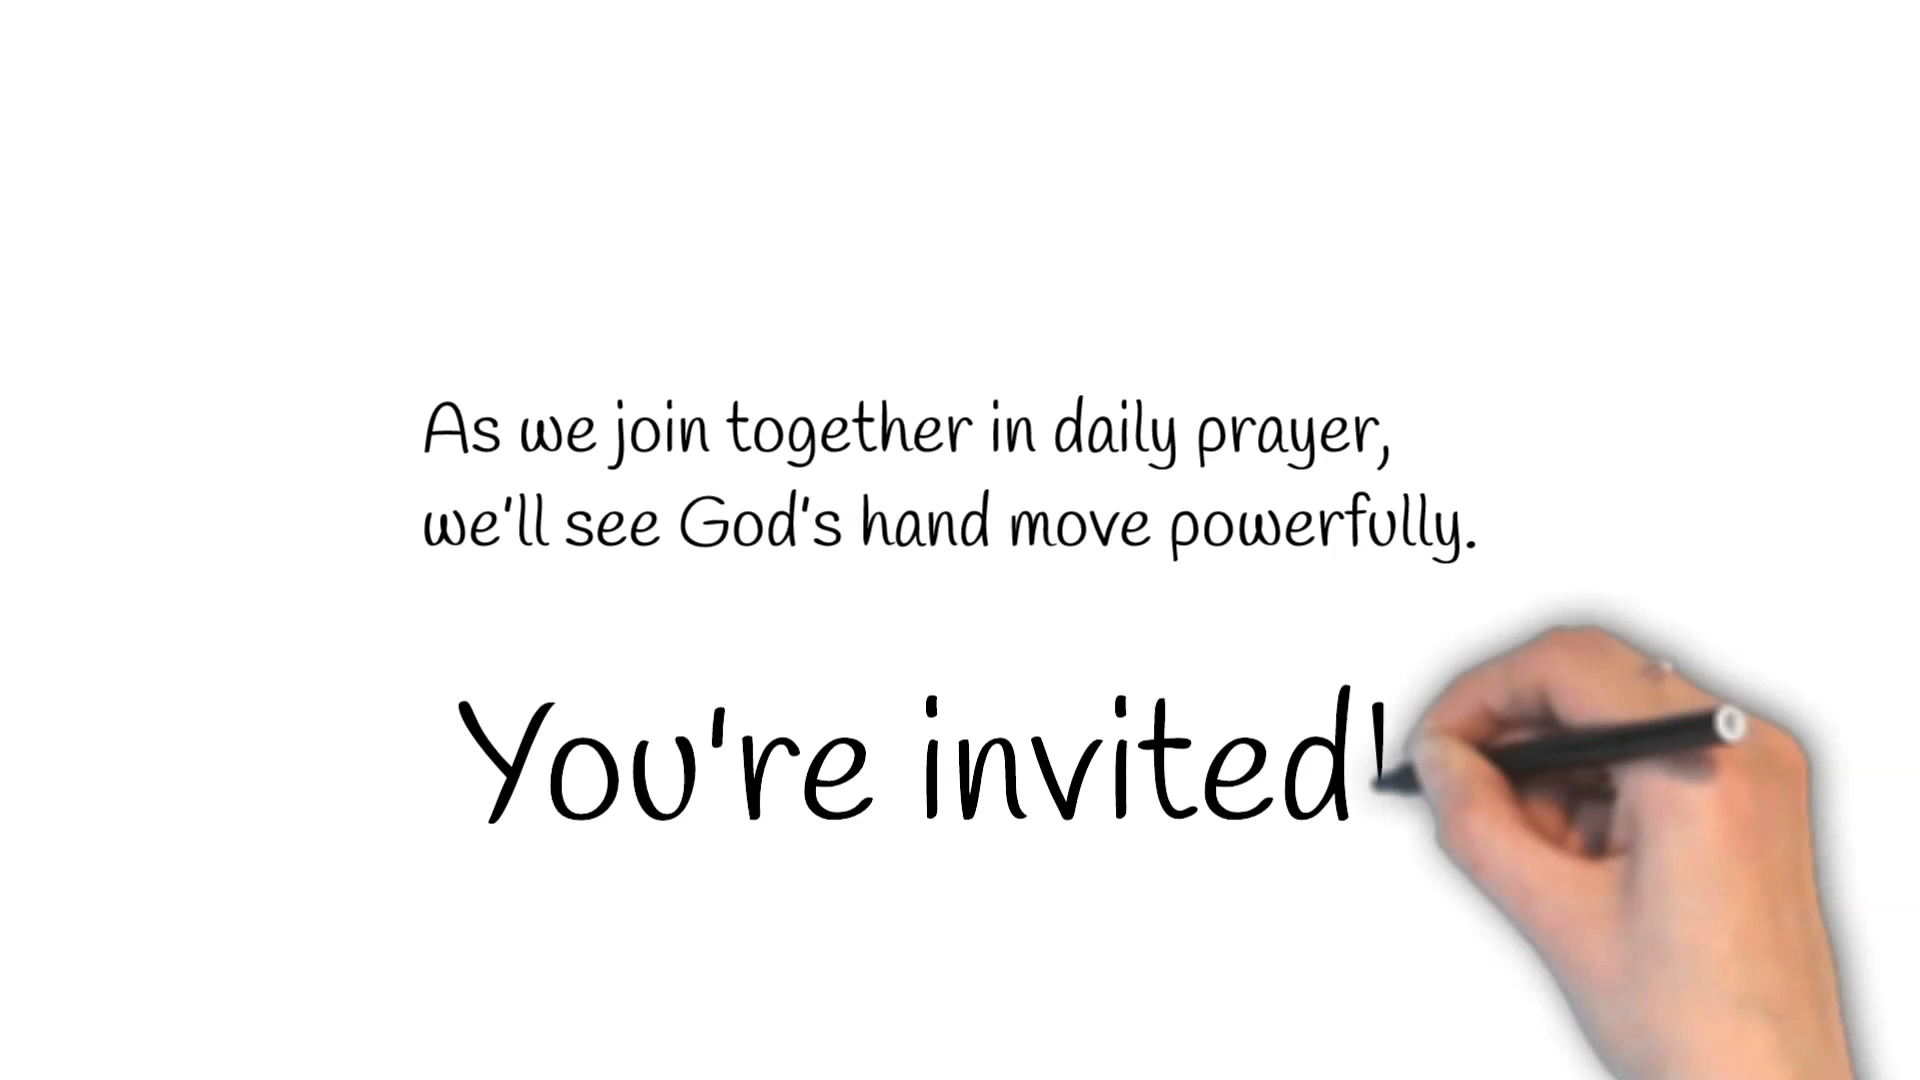 As we join together in daily prayer,
we'll see God's hand move powerfully.
You're invited!